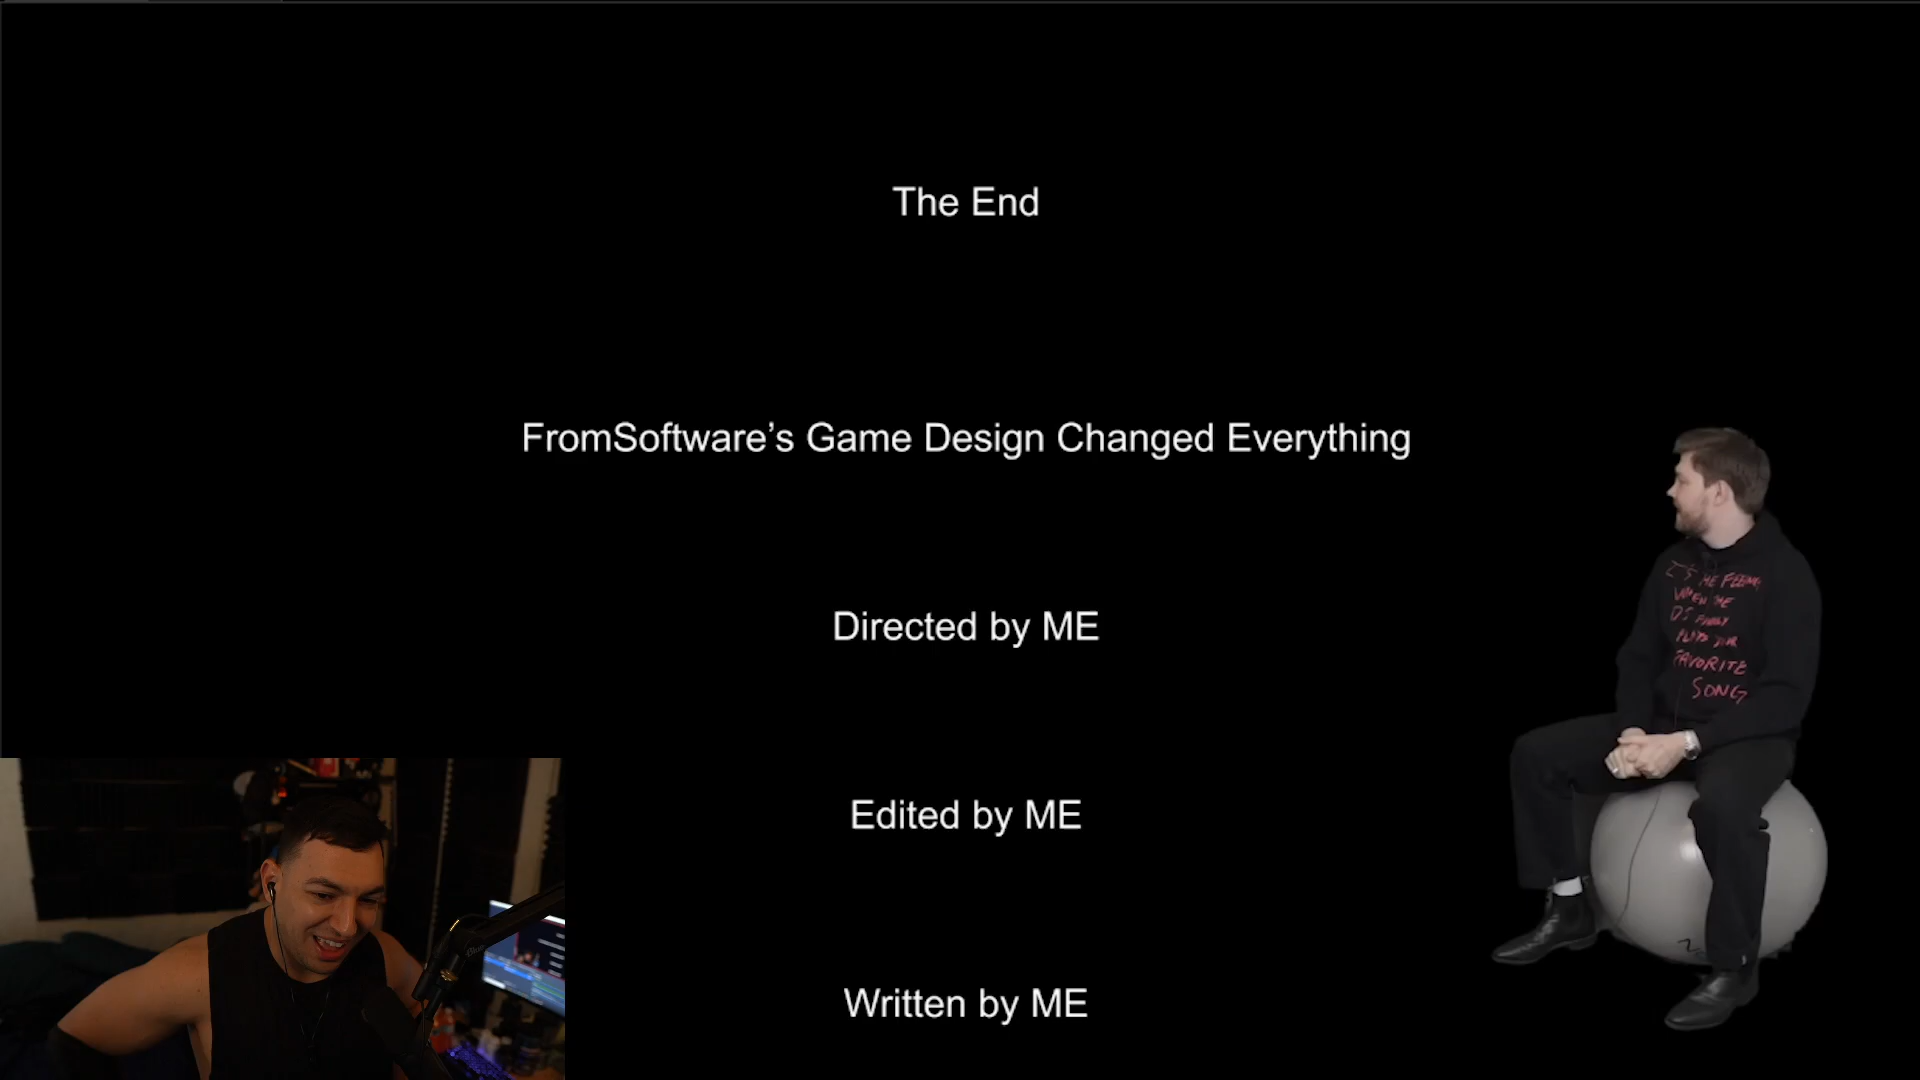 The End
FromSoftware’s Game Design Changed Everything
Directed by ME
Edited by ME
Written by ME
FAVORITE
SONG